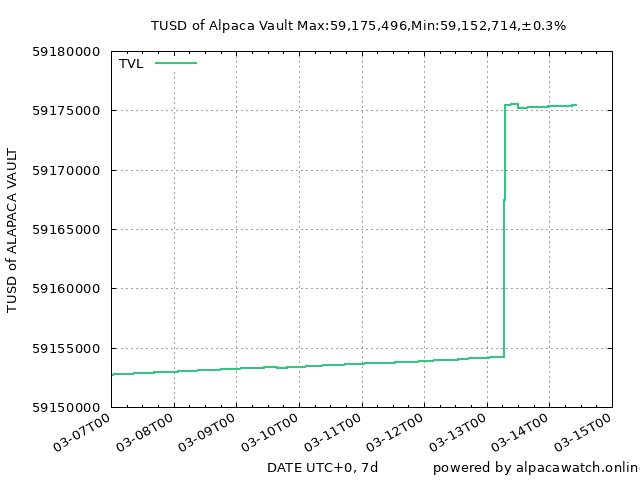 TUSD of Alpaca Vault Max:59,175,496,Min:59,152,714,±0.3%
59180000
TVL
59175000
59170000
59165000
59160000
59155000
59150000
TUSD of ALAPACA VAULT
03-07T00
03-08T00
03-09T00
03-10T00
03-11T00
03-12T00
03-13T00
03-14T00
03-15T00
DATE UTC+0, 7d
powered by alpacawatch.onlin